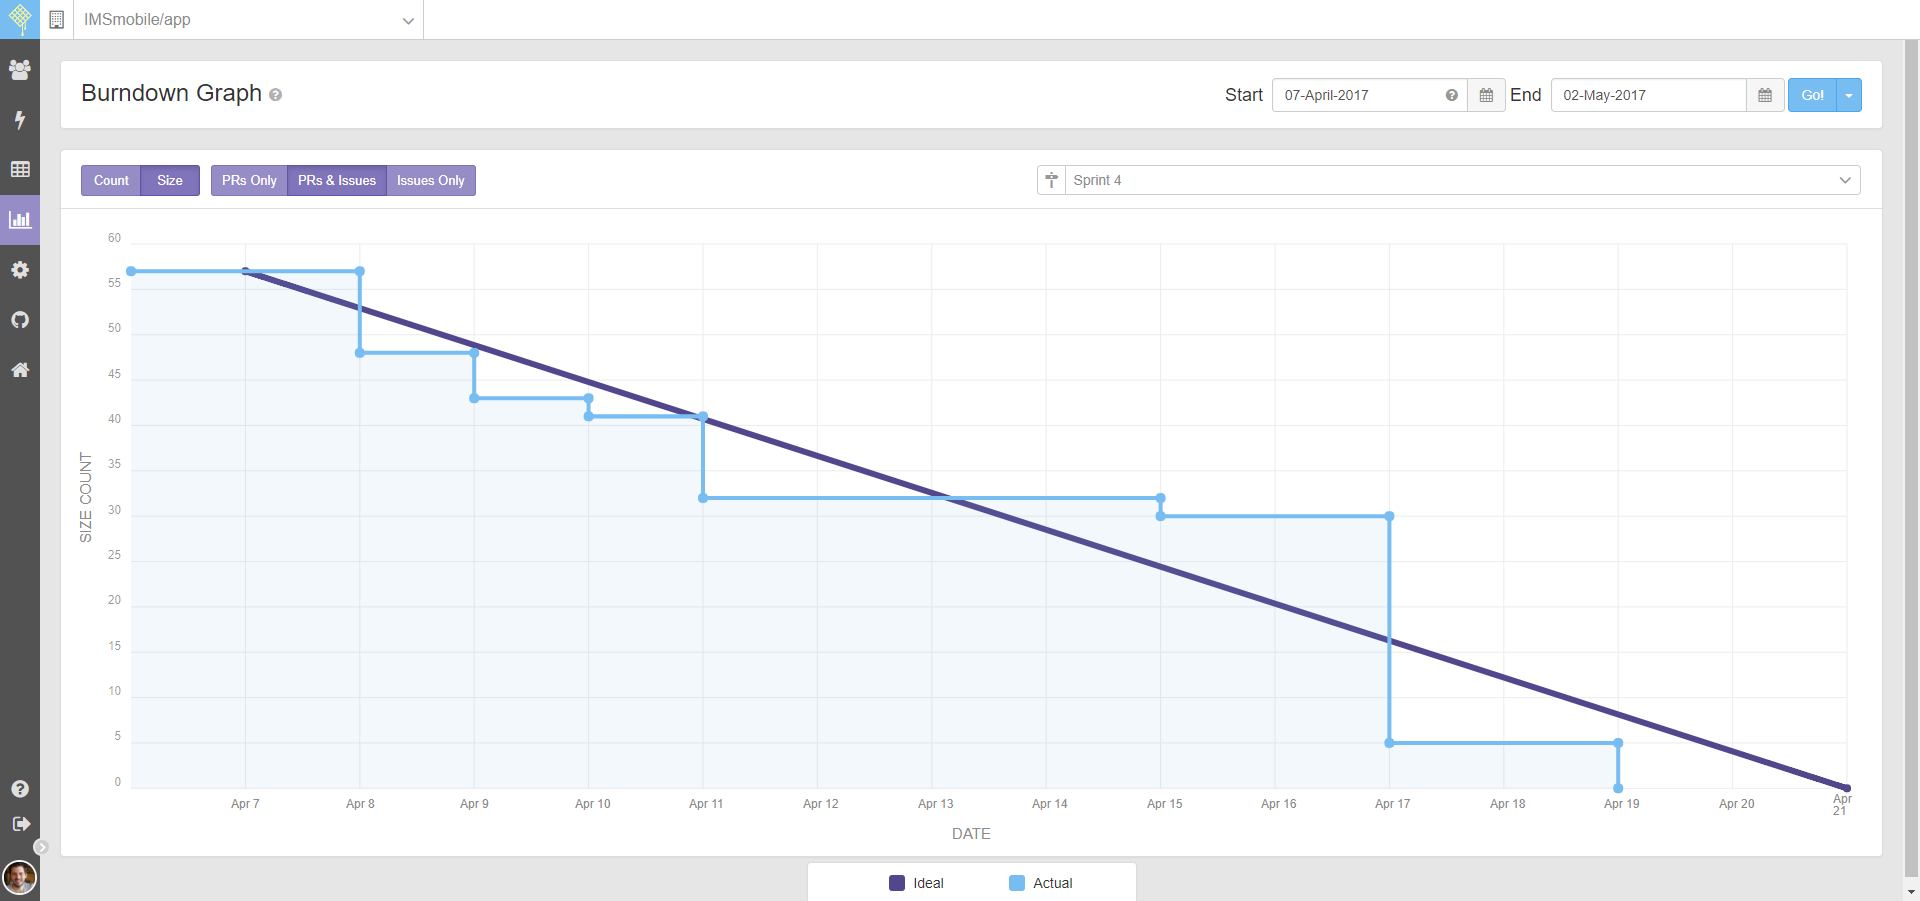 IMSmobile/app
Burndown Graph
Start 07-April-2017 End 02-May-2017 Go!
Count Size PRs Only PRs & Issues Issues Only Sprint 4
60
55
50
45
40
35
30
25
20
15
10
5
0
SIZE COUNT
Apr 7 Apr 8 Apr 9 Apr 10 Apr 11 Apr 12 Apr 13 Apr 14 Apr 15 Apr 16 Apr 17 Apr 18 Apr 19 Apr 20 Apr 21
DATE
Ideal Actual